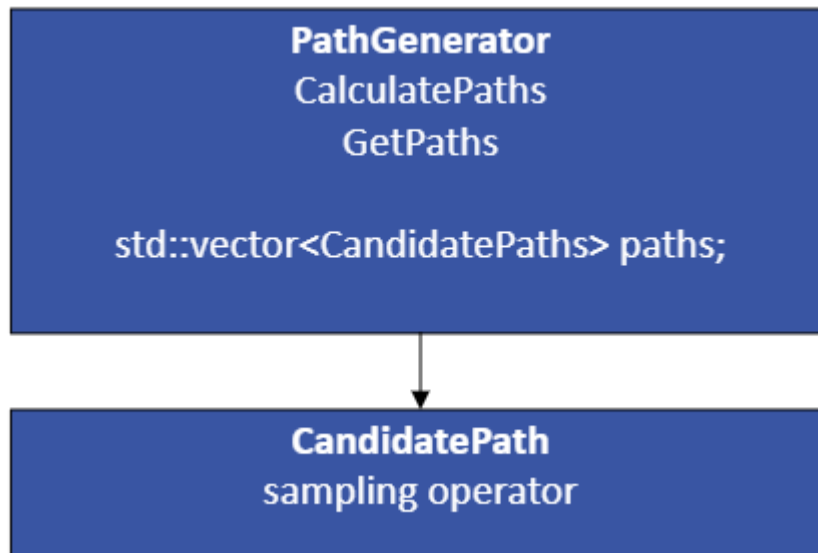 PathGenerator
CalculatePaths
GetPaths
std::vector<CandidatePaths> paths;
CandidatePath
sampling operator